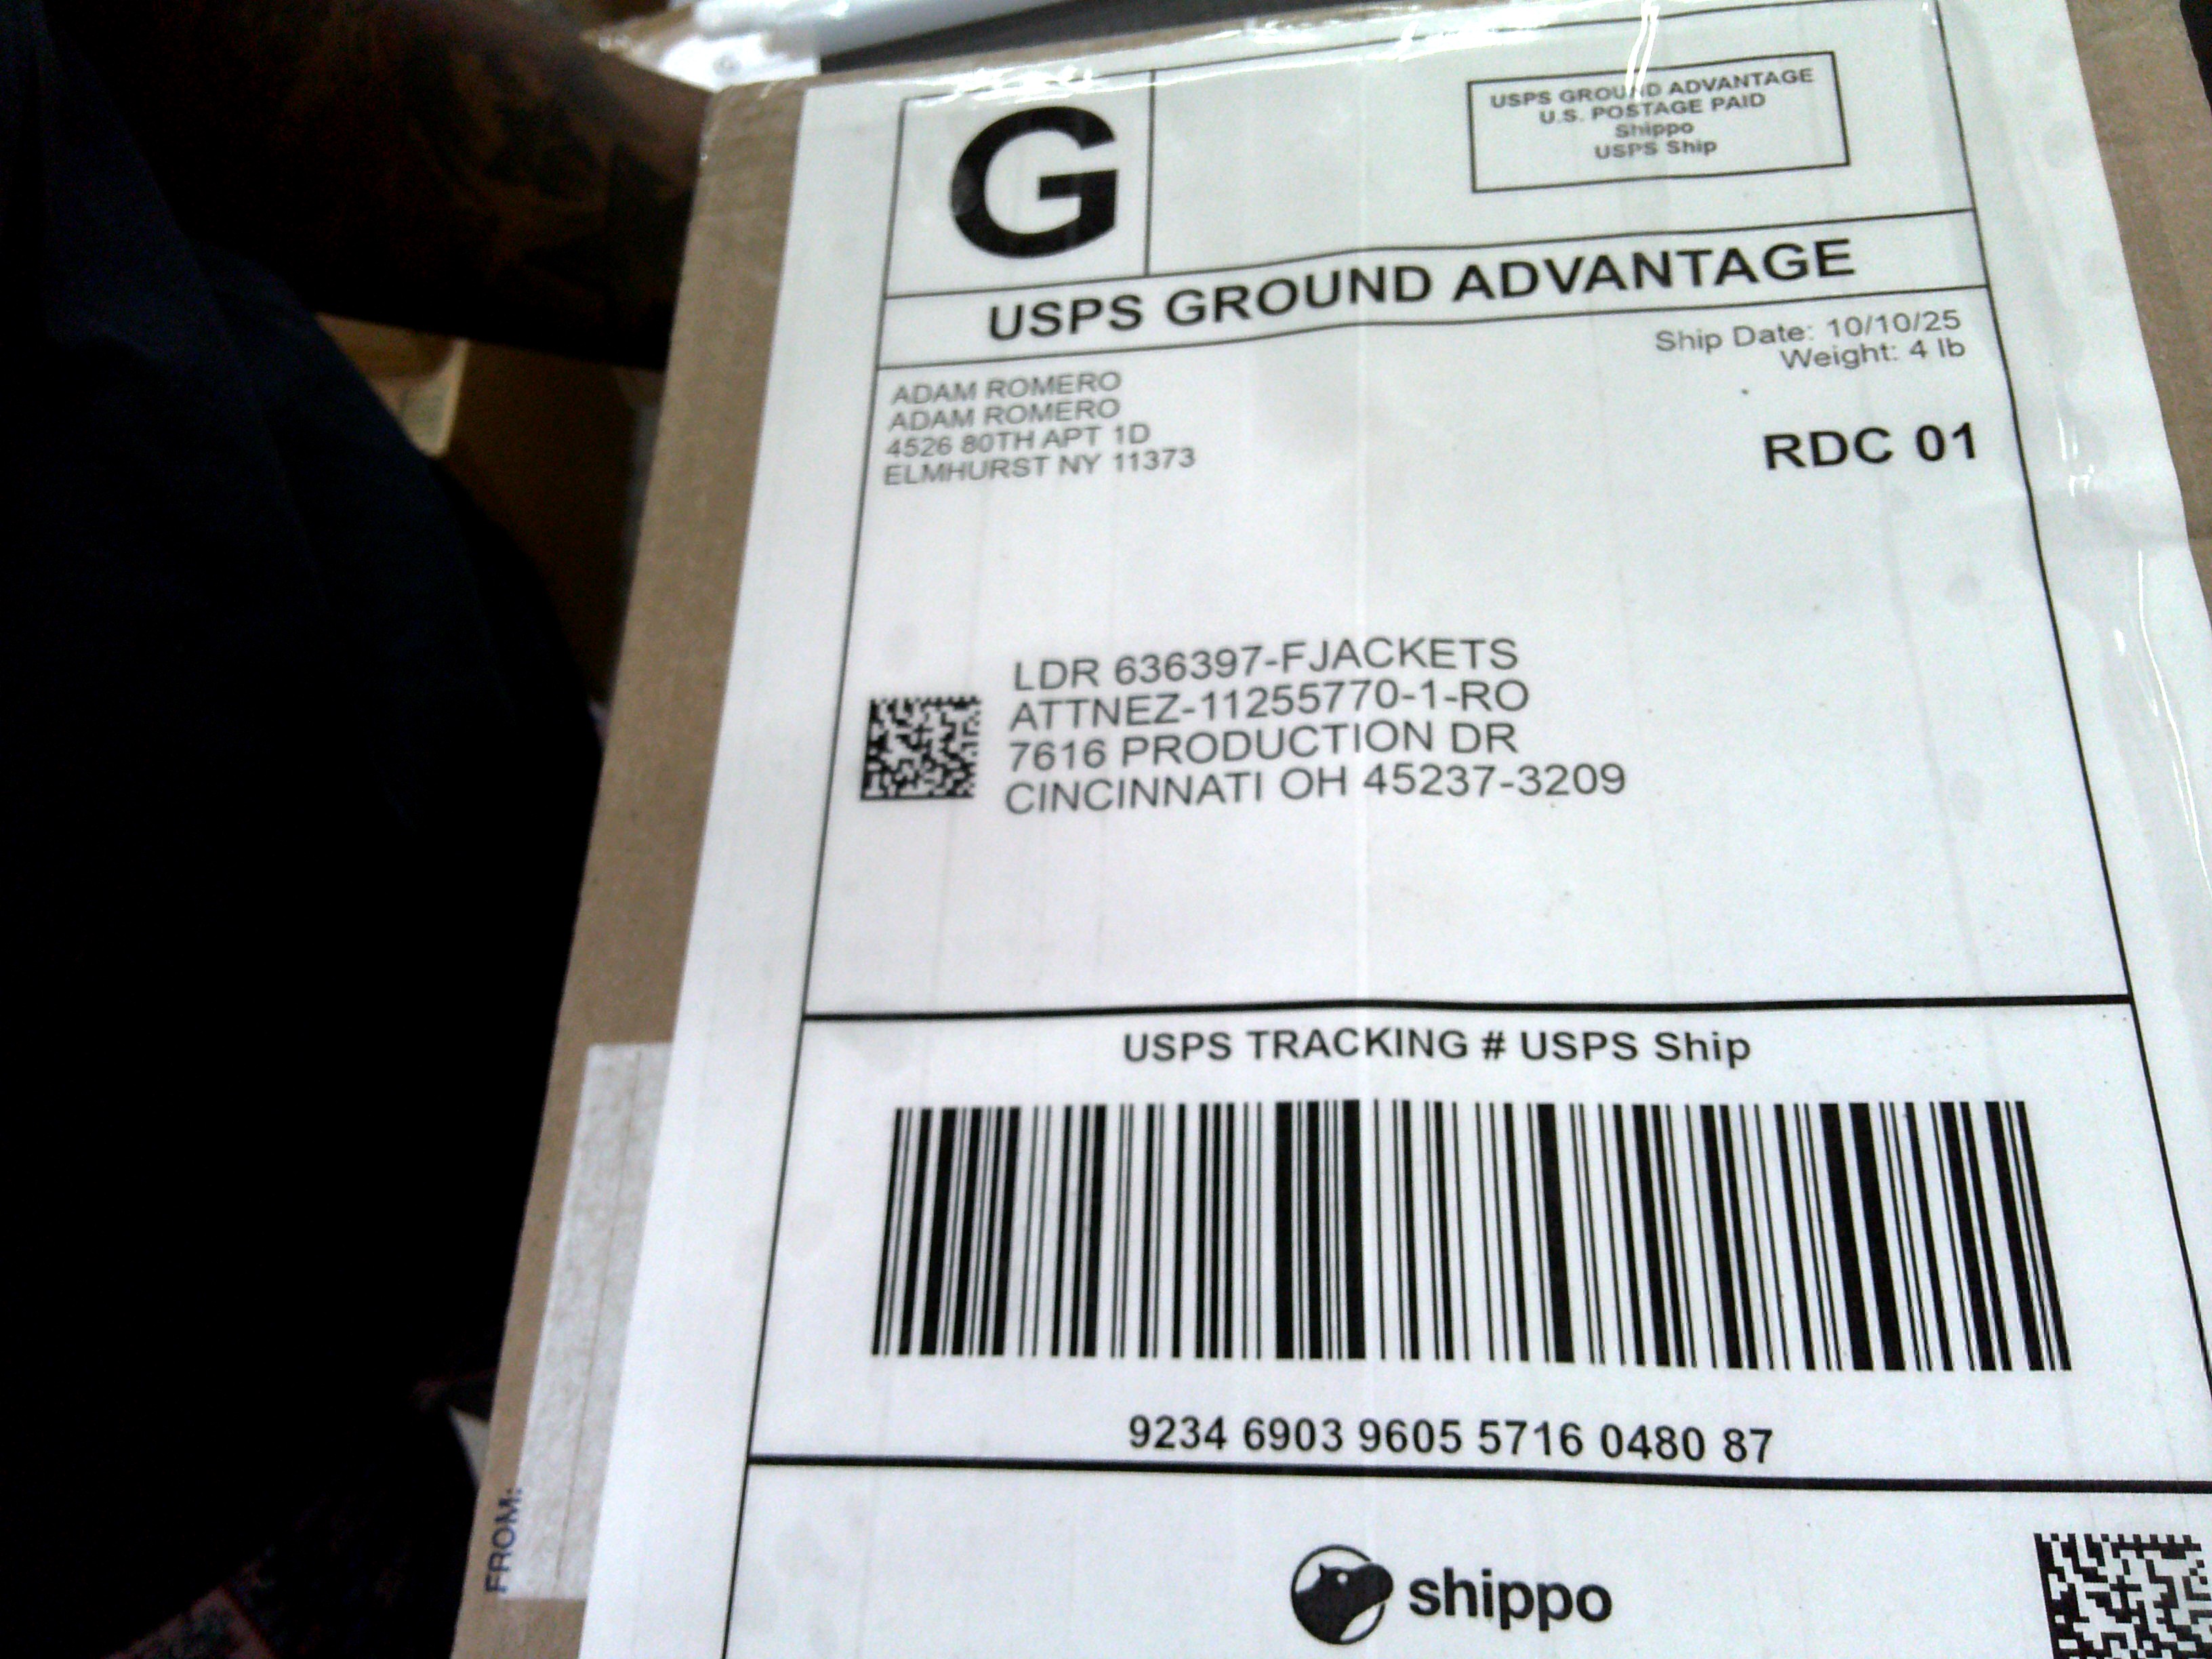 G
USPS GROUND ADVANTAGE
U.S. POSTAGE PAID
Shippo
USPS Ship
USPS GROUND ADVANTAGE
Ship Date: 10/10/25
Weight: 4 lb
ADAM ROMERO
ADAM ROMERO
4526 80TH APT 1D
ELMHURST NY 11373
RDC 01
LDR 636397-FJACKETS
ATTNEZ-11255770-1-RO
7616 PRODUCTION DR
CINCINNATI OH 45237-3209
USPS TRACKING # USPS Ship
9234 6903 9605 5716 0480 87
FROM:
shippo